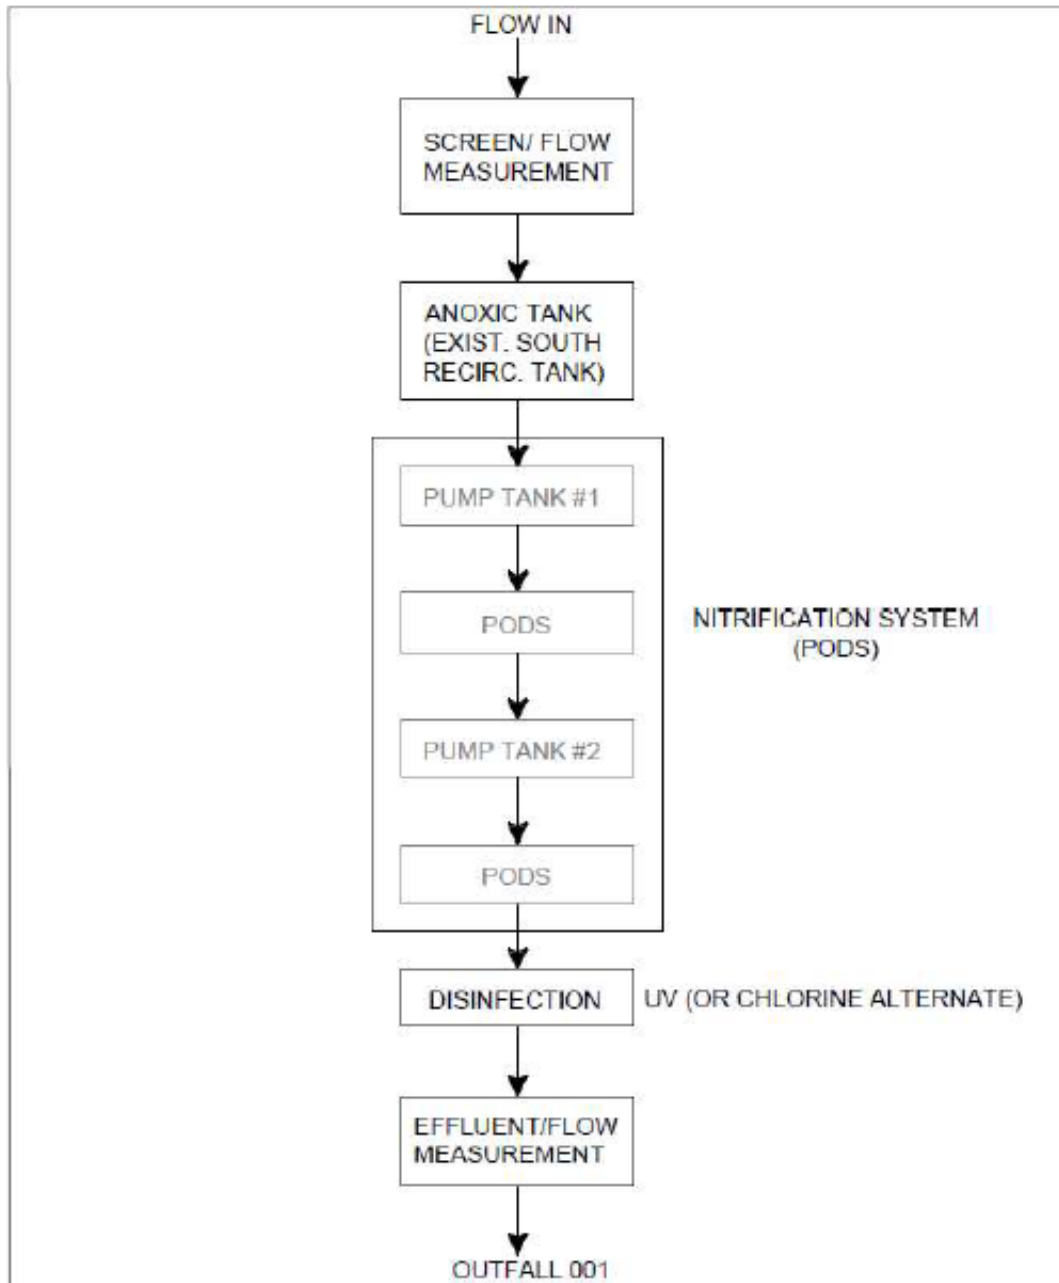 FLOW IN
SCREEN/ FLOW
MEASUREMENT
ANOXIC TANK
(EXIST. SOUTH
RECIRC. TANK)
PUMP TANK #1
PODS
NITRIFICATION SYSTEM
(PODS)
PUMP TANK #2
PODS
DISINFECTION
UV (OR CHLORINE ALTERNATE)
EFFLUENT/FLOW
MEASUREMENT
OUTFALL 001